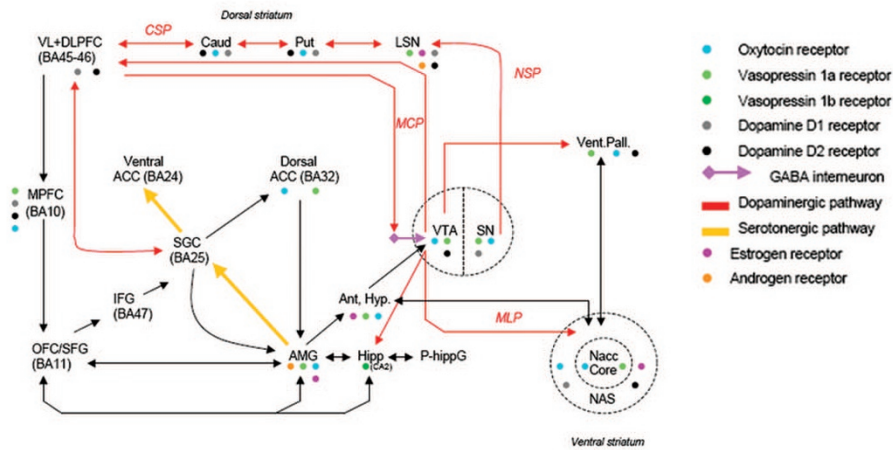 Dorsal striatum
VL+DLPFC
(BA45-46)
CSP
Caud
Put
LSN
NSP
MCP
Vent.Pall.
Ventral
ACC (BA24)
Dorsal
ACC (BA32)
MPFC
(BA10)
SGC
(BA25)
VTA
SN
IFG
(BA47)
Ant, Hyp.
MLP
OFC/SFG
(BA11)
AMG
Hipp
(CA2)
P-hippG
Nacc
Core
NAS
Ventral striatum
Oxytocin receptor
Vasopressin 1a receptor
Vasopressin 1b receptor
Dopamine D1 receptor
Dopamine D2 receptor
GABA interneuron
Dopaminergic pathway
Serotonergic pathway
Estrogen receptor
Androgen receptor